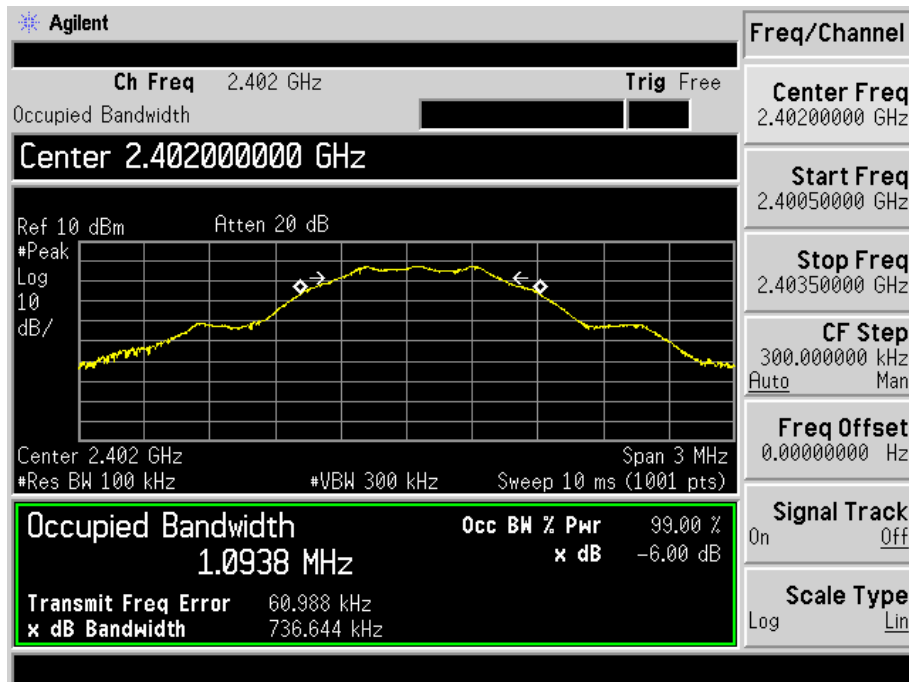 Agilent
Freq/Channel
Ch Freq 2.402 GHz Trig Free
Occupied Bandwidth
Center 2.402000000 GHz
Ref 10 dBm Atten 20 dB
#Peak
Log
10
dB/
Center 2.402 GHz Span 3 MHz
#Res BW 100 kHz #VBW 300 kHz Sweep 10 ms (1001 pts)
Occupied Bandwidth Occ BW % Pwr 99.00 %
1.0938 MHz x dB -6.00 dB
Transmit Freq Error 60.988 kHz
x dB Bandwidth 736.644 kHz
Center Freq
2.40200000 GHz
Start Freq
2.40050000 GHz
Stop Freq
2.40350000 GHz
CF Step
300.000000 kHz
Auto Man
Freq Offset
0.00000000 Hz
Signal Track
On Off
Scale Type
Log Lin